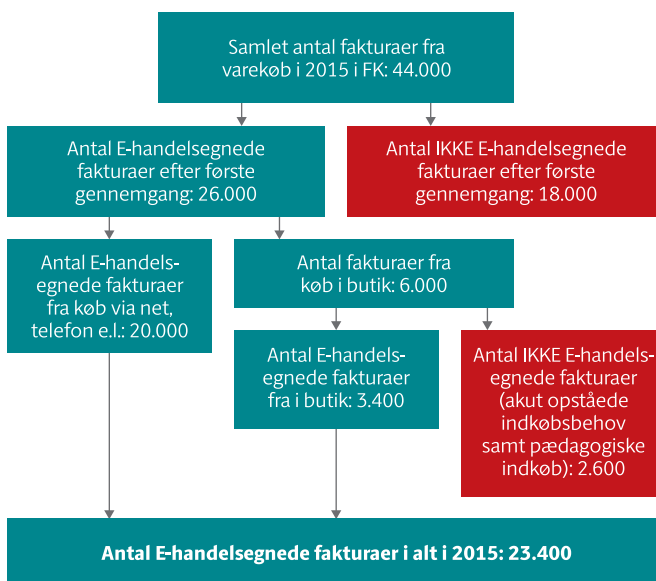 Samlet antal fakturaer fra
varekøb i 2015 i FK: 44.000
Antal E-handelsegnede
fakturaer efter første
gennemgang: 26.000
Antal IKKE E-handelsegnede
fakturaer efter første
gennemgang: 18.000
Antal E-handels-
egnede fakturaer
fra køb via net,
telefon e.l.: 20.000
Antal fakturaer fra
køb i butik: 6.000
Antal E-handels-
egnede fakturaer
fra i butik: 3.400
Antal IKKE E-handels-
egnede fakturaer
(akut opståede
indkøbsbehov
samt pædagogiske
indkøb): 2.600
Antal E-handelsegnede fakturaer i alt i 2015: 23.400